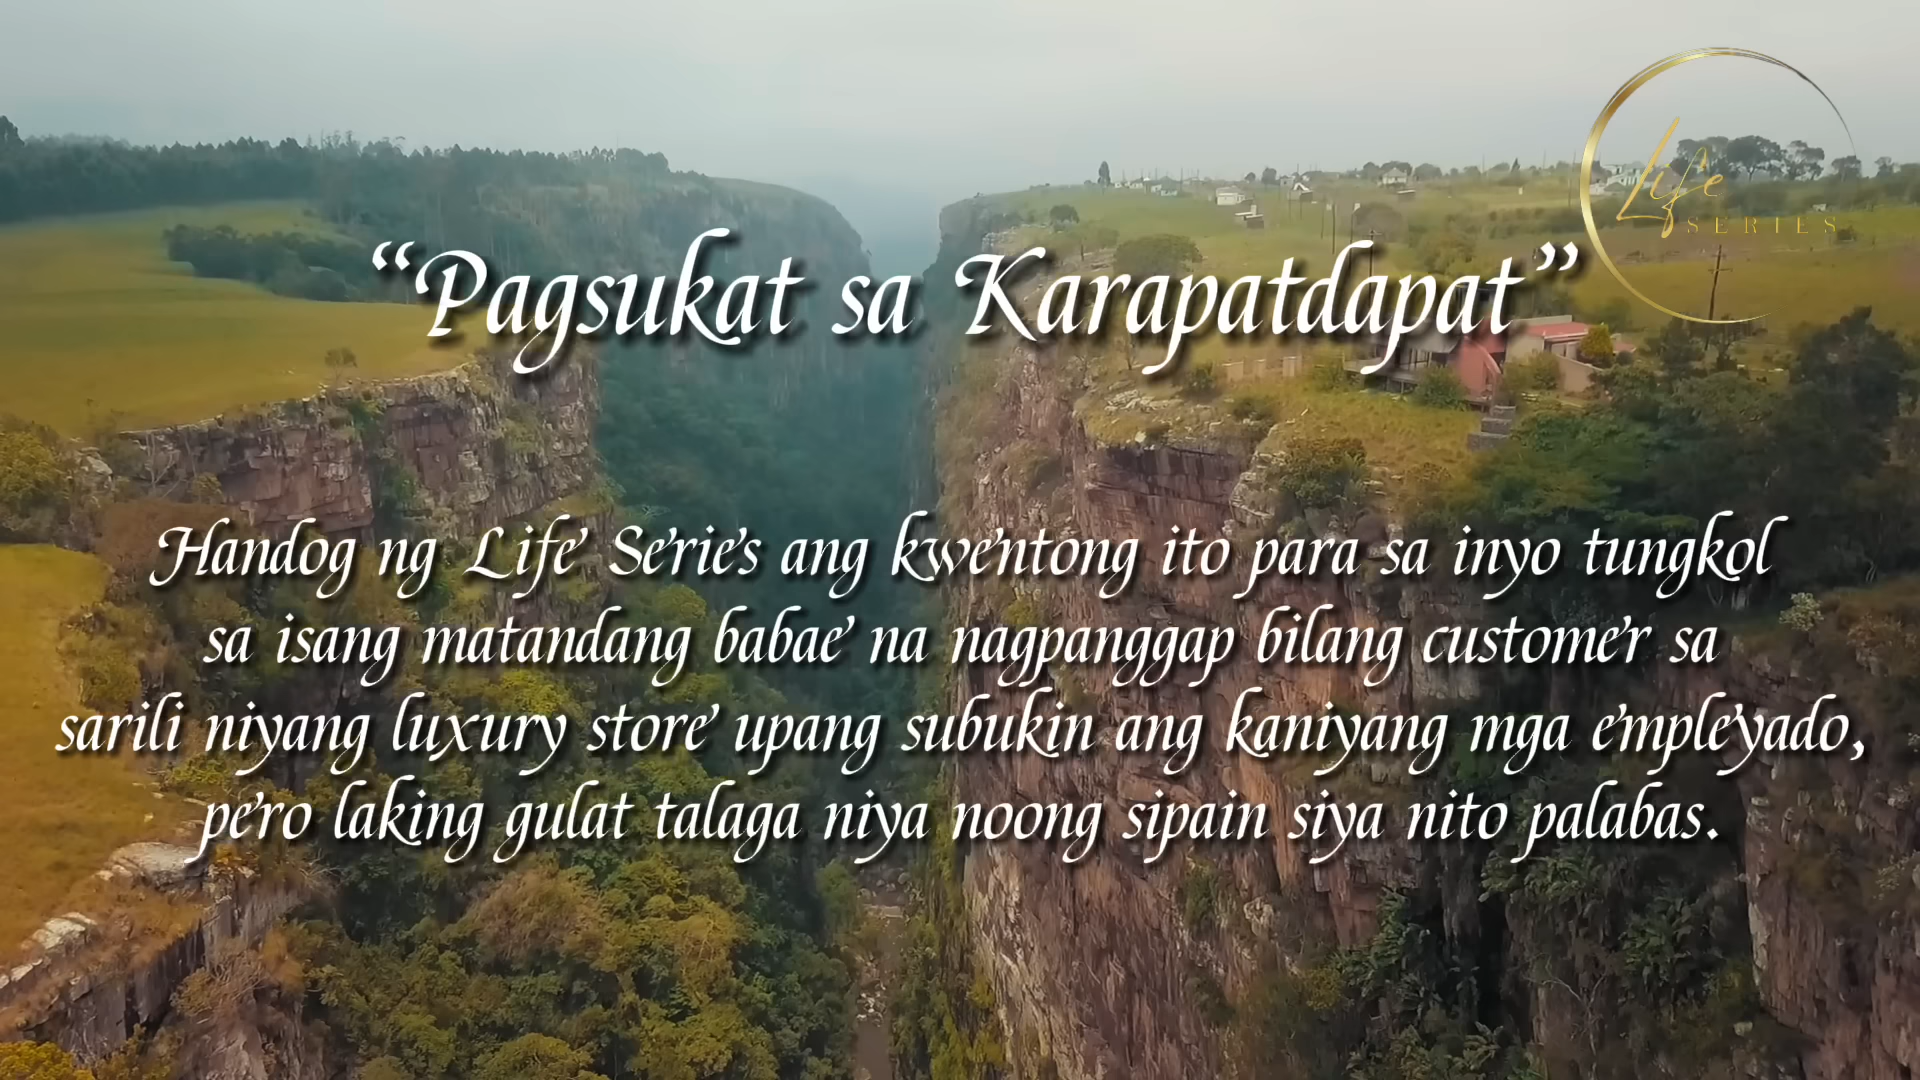 Life
SERIES
“Pagsukat sa Karapatdapat”
Handog ng Life Series ang kwentong ito para sa inyo tungkol
sa isang matandang babae na nagpanggap bilang customer sa
sarili niyang luxury store upang subukin ang kaniyang mga empleyado,
pero laking gulat talaga niya noong sipain siya nito palabas.